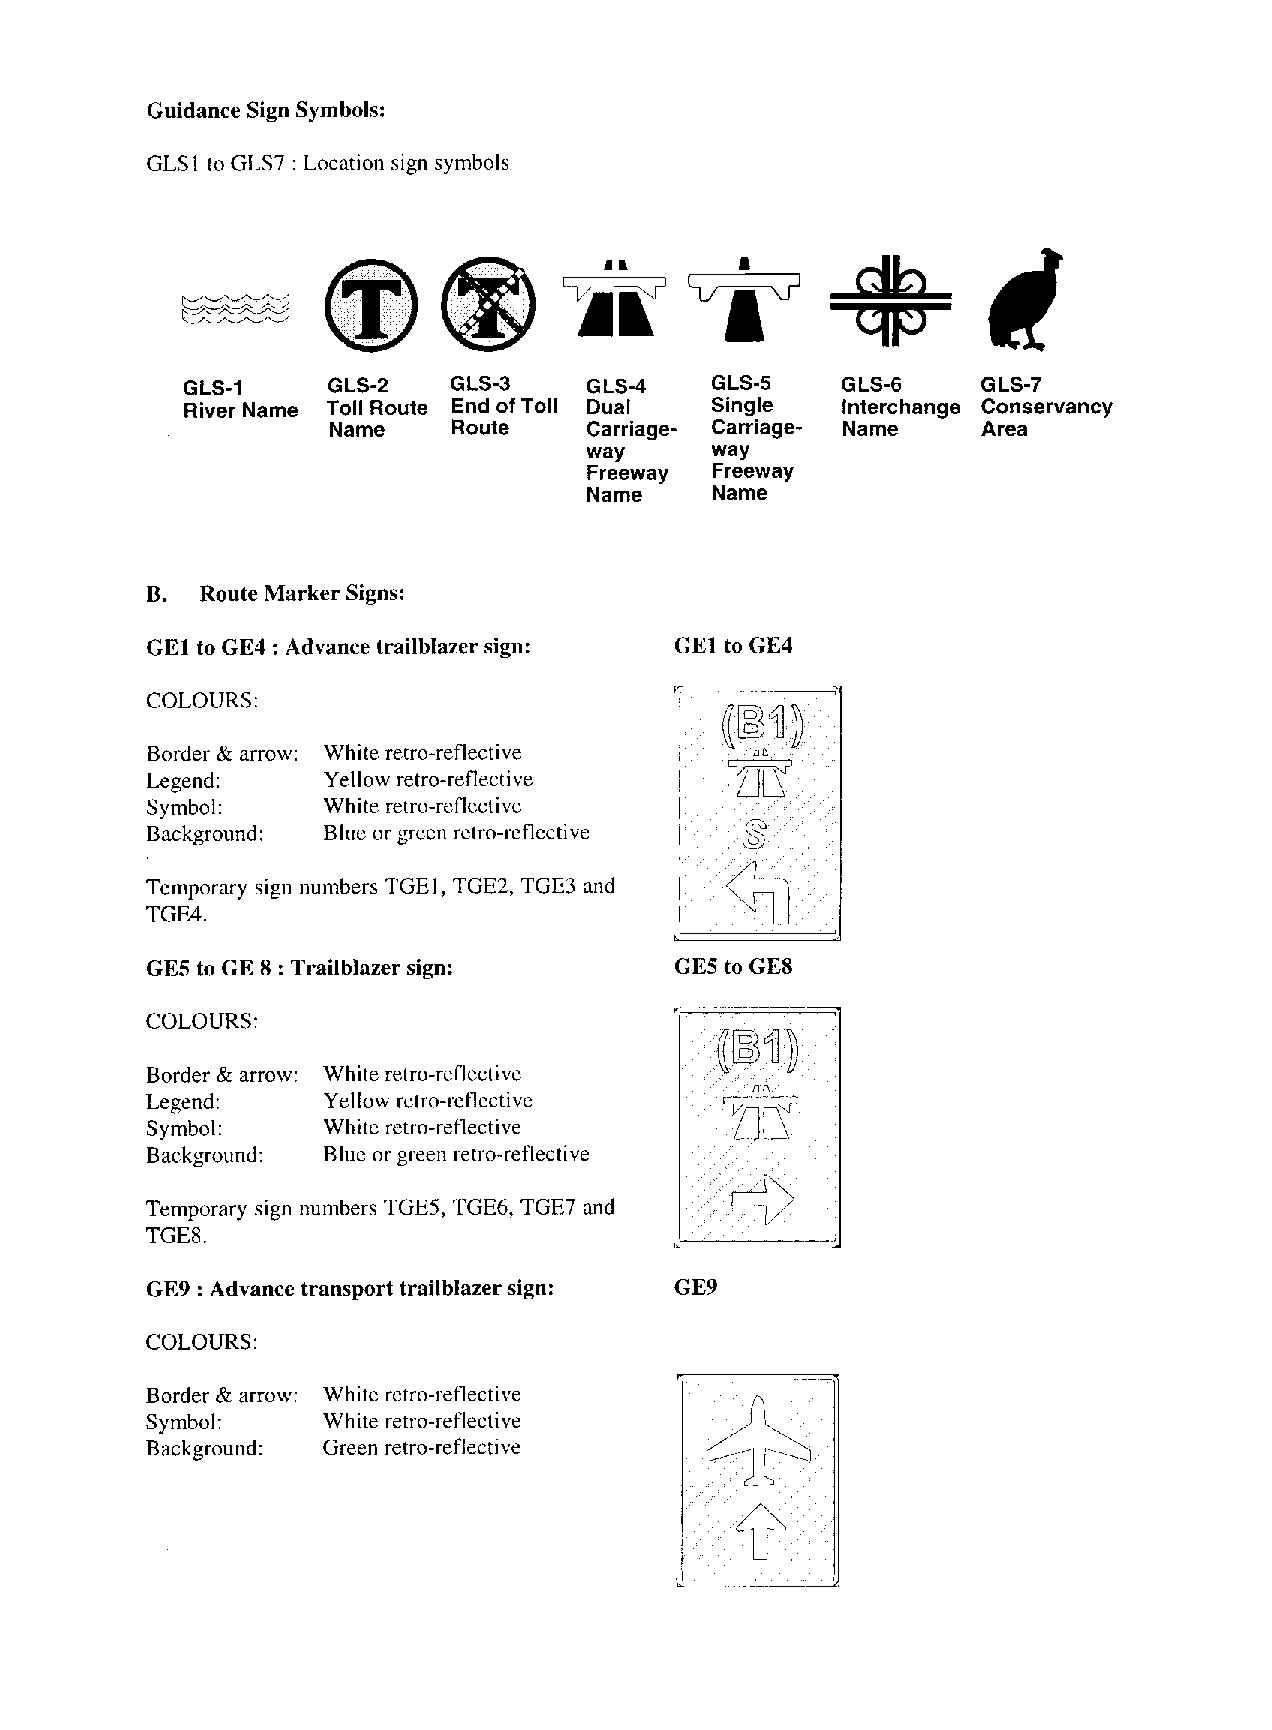 Guidance Sign Symbols:
GLS1 to GLS7 : Location sign symbols
T
T
GLS-1
River Name
GLS-2
Toll Route
Name
GLS-3
End of Toll
Route
GLS-4
Dual
Carriage-
way
Freeway
Name
GLS-5
Single
Carriage-
way
Freeway
Name
GLS-6
Interchange
Name
GLS-7
Conservancy
Area
B. Route Marker Signs:
GE1 to GE4 : Advance trailblazer sign:
GE1 to GE4
COLOURS:
Border & arrow: White retro-reflective
Legend: Yellow retro-reflective
Symbol: White retro-reflective
Background: Blue or green retro-reflective
Temporary sign numbers TGE1, TGE2, TGE3 and
TGE4.
(B1)
S
GE5 to GE 8 : Trailblazer sign:
GE5 to GE8
COLOURS:
Border & arrow: White retro-reflective
Legend: Yellow retro-reflective
Symbol: White retro-reflective
Background: Blue or green retro-reflective
Temporary sign numbers TGE5, TGE6, TGE7 and
TGE8.
(B1)
GE9 : Advance transport trailblazer sign:
GE9
COLOURS:
Border & arrow: White retro-reflective
Symbol: White retro-reflective
Background: Green retro-reflective